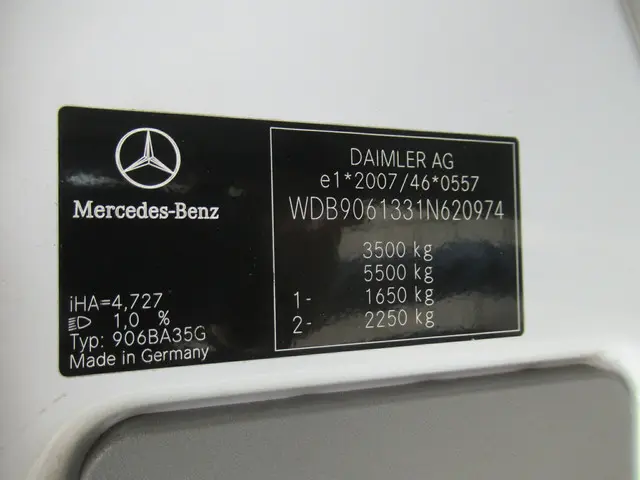 Mercedes-Benz
iHA=4,727
1,0 %
Typ: 906BA35G
Made in Germany
DAIMLER AG
e1*2007/46*0557
WDB9061331N620974
3500 kg
5500 kg
1- 1650 kg
2- 2250 kg